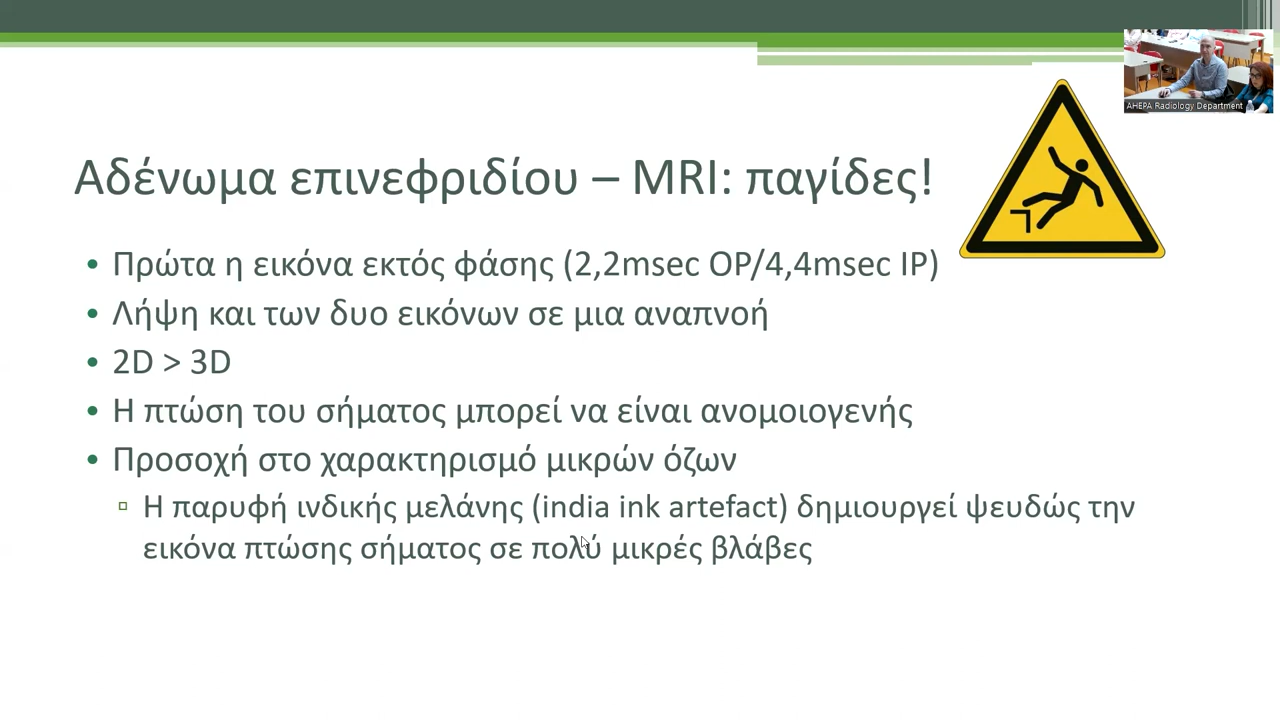 AHEPA Radiology Department
Αδένωμα επινεφριδίου – MRI: παγίδες!
• Πρώτα η εικόνα εκτός φάσης (2,2msec OP/4,4msec IP)
• Λήψη και των δυο εικόνων σε μια αναπνοή
• 2D > 3D
• Η πτώση του σήματος μπορεί να είναι ανομοιογενής
• Προσοχή στο χαρακτηρισμό μικρών όζων
▫ Η παρυφή ινδικής μελάνης (india ink artefact) δημιουργεί ψευδώς την
εικόνα πτώσης σήματος σε πολύ μικρές βλάβες